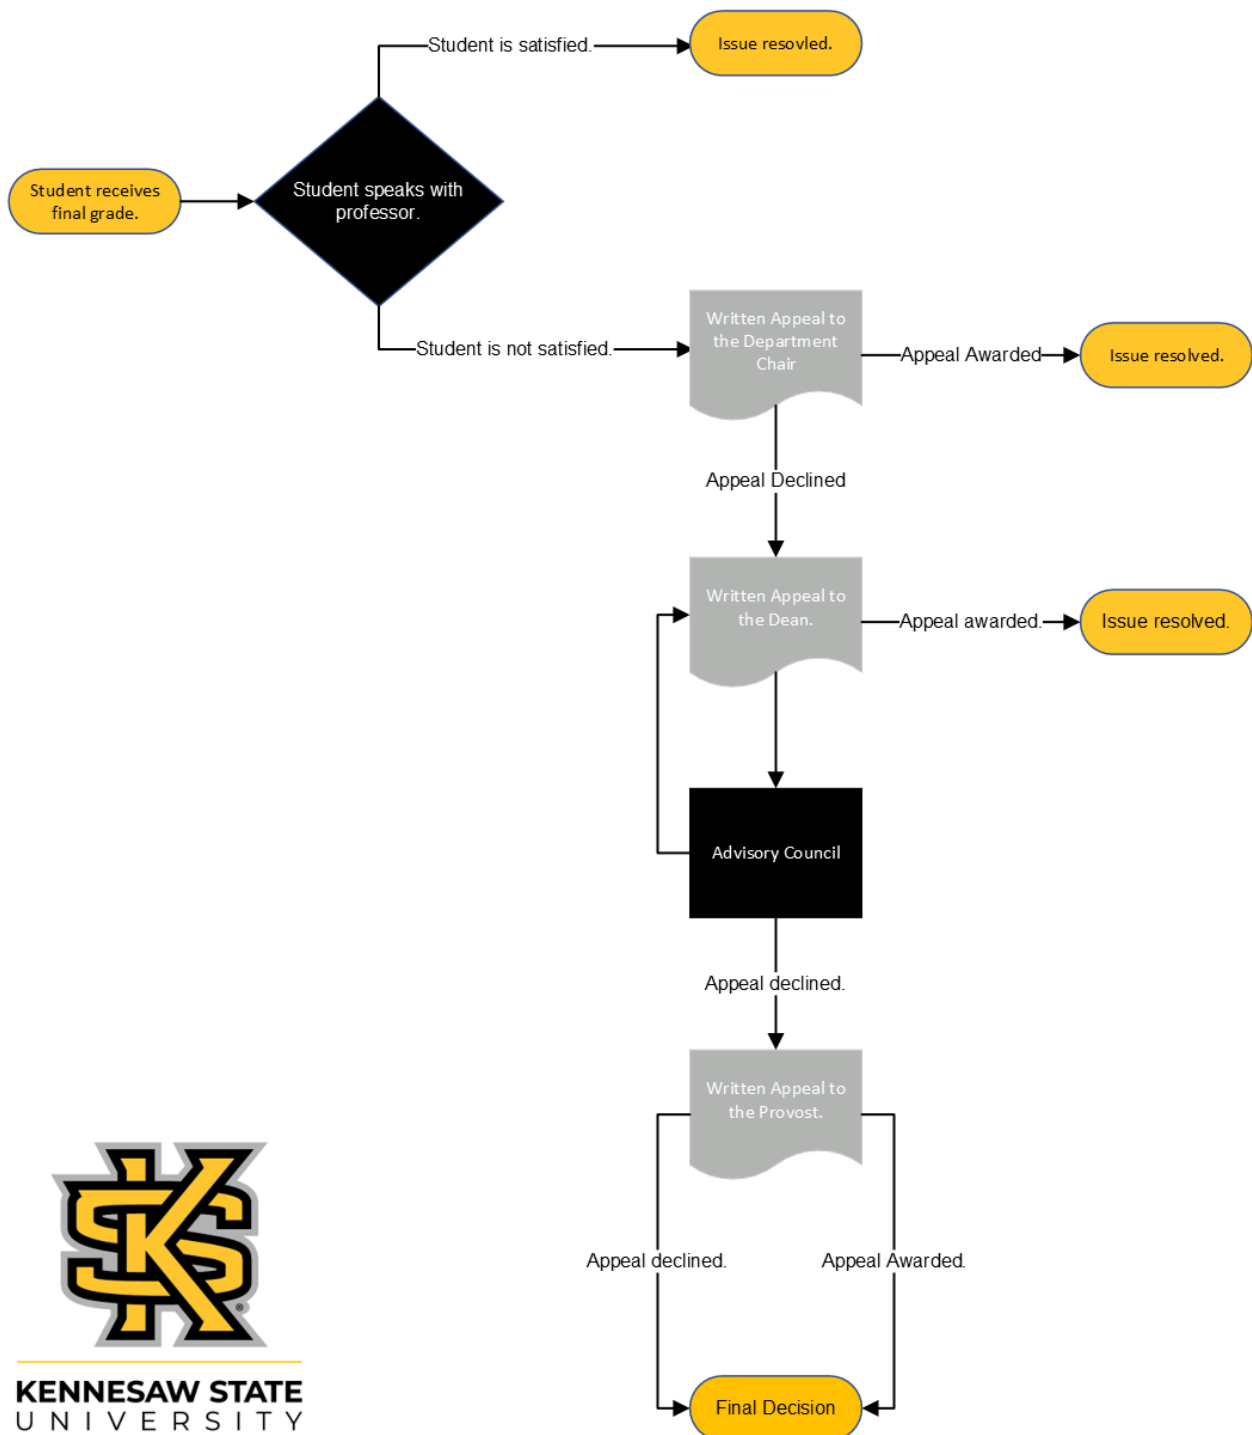 Student is satisfied.
Issue resovled.
Student receives
final grade.
Student speaks with
professor.
Student is not satisfied.
Written Appeal to
the Department
Chair
Appeal Awarded
Issue resolved.
Appeal Declined
Written Appeal to
the Dean.
Appeal awarded.
Issue resolved.
Advisory Council
Appeal declined.
Written Appeal to
the Provost.
Appeal declined.
Appeal Awarded.
Final Decision
KS
®
KENNESAW STATE
UNIVERSITY